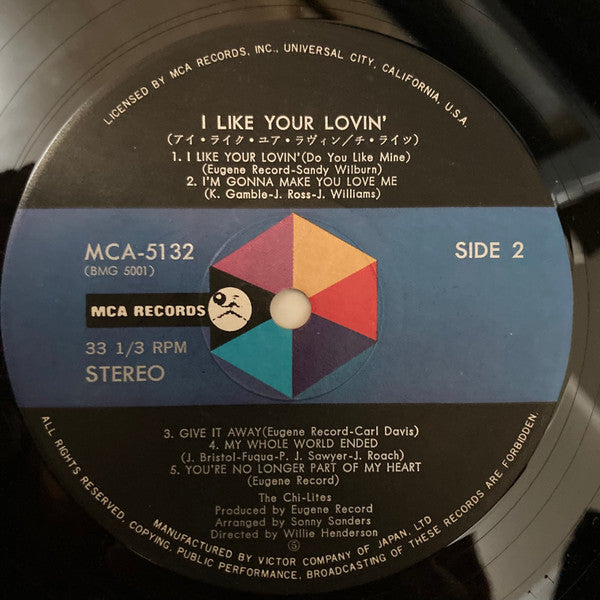 LICENSED BY MCA RECORDS, INC., UNIVERSAL CITY, CALIFORNIA, U.S.A.
I LIKE YOUR LOVIN'
(アイ・ライク・ユア・ラヴィン/チ・ライツ)
1. I LIKE YOUR LOVIN'(Do You Like Mine)
(Eugene Record-Sandy Wilburn)
2. I'M GONNA MAKE YOU LOVE ME
(K. Gamble-J. Ross-J. Williams)
MCA-5132
SIDE 2
(BMG 5001)
MCA RECORDS
33 1/3 RPM
STEREO
3. GIVE IT AWAY(Eugene Record-Carl Davis)
4. MY WHOLE WORLD ENDED
(J. Bristol-Fuqua-P. J. Sawyer-J. Roach)
5. YOU'RE NO LONGER PART OF MY HEART
(Eugene Record)
The Chi-Lites
Produced by Eugene Record
Arranged by Sonny Sanders
Directed by Willie Henderson
MANUFACTURED BY VICTOR COMPANY OF JAPAN, LTD
ALL RIGHTS RESERVED. COPYING, PUBLIC PERFORMANCE, BROADCASTING OF THESE RECORDS ARE FORBIDDEN.